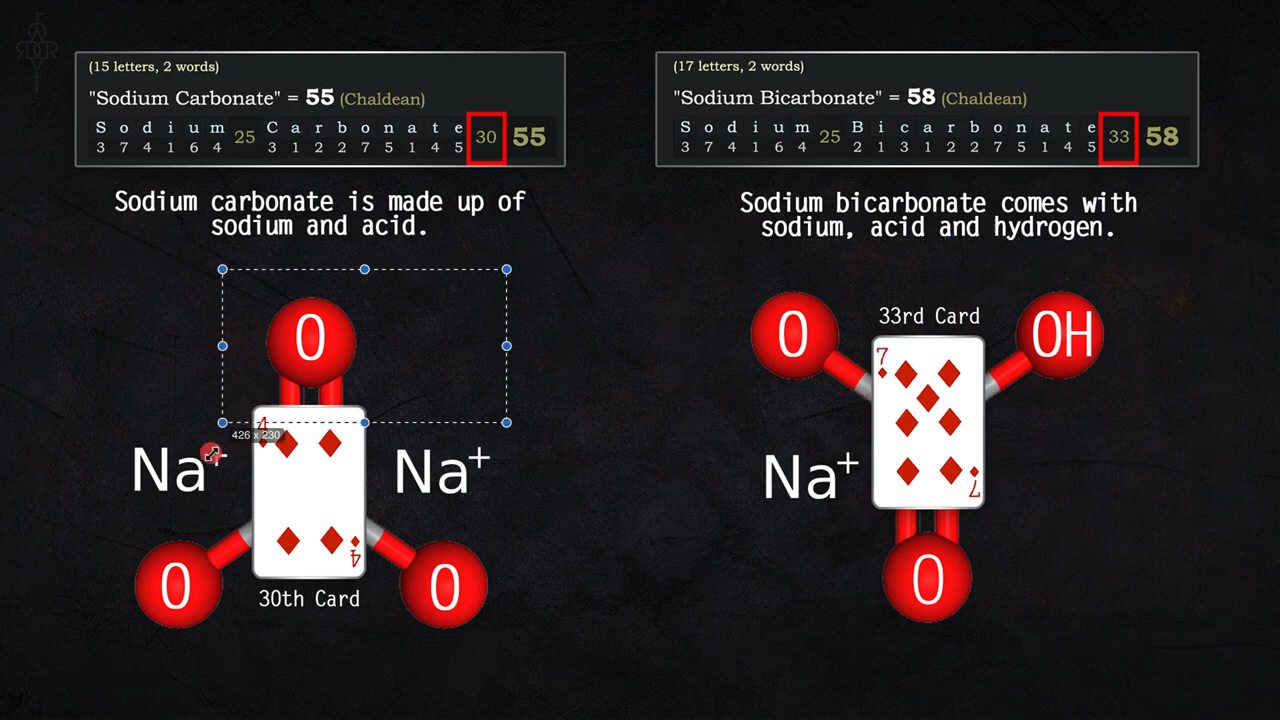 (15 letters, 2 words)
"Sodium Carbonate" = 55 (Chaldean)
S o d i u m 25 C a r b o n a t e 30 55
3 7 4 1 6 4 3 1 2 2 7 5 1 4 5
Sodium carbonate is made up of
sodium and acid.
O
4
426 x 230
Na+
Na+
4
O
O
30th Card
(17 letters, 2 words)
"Sodium Bicarbonate" = 58 (Chaldean)
S o d i u m 25 B i c a r b o n a t e 33 58
3 7 4 1 6 4 2 1 3 1 2 2 7 5 1 4 5
Sodium bicarbonate comes with
sodium, acid and hydrogen.
33rd Card
O
OH
7
Na+
7
O